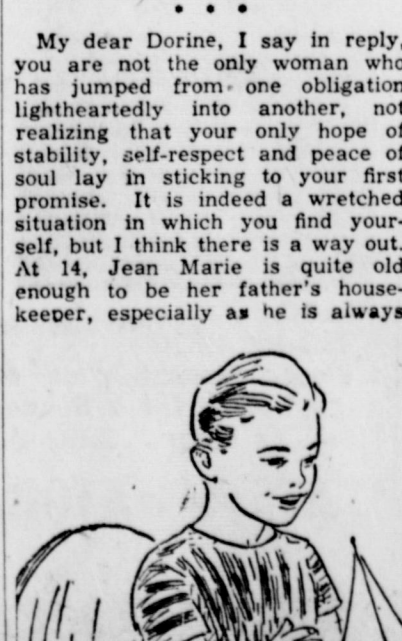 My dear Dorine, I say in reply,
you are not the only woman who
has jumped from one obligation
lightheartedly into another, not
realizing that your only hope of
stability, self-respect and peace of
soul lay in sticking to your first
promise. It is indeed a wretched
situation in which you find your-
self, but I think there is a way out.
At 14, Jean Marie is quite old
enough to be her father's house-
keeper, especially as he is always